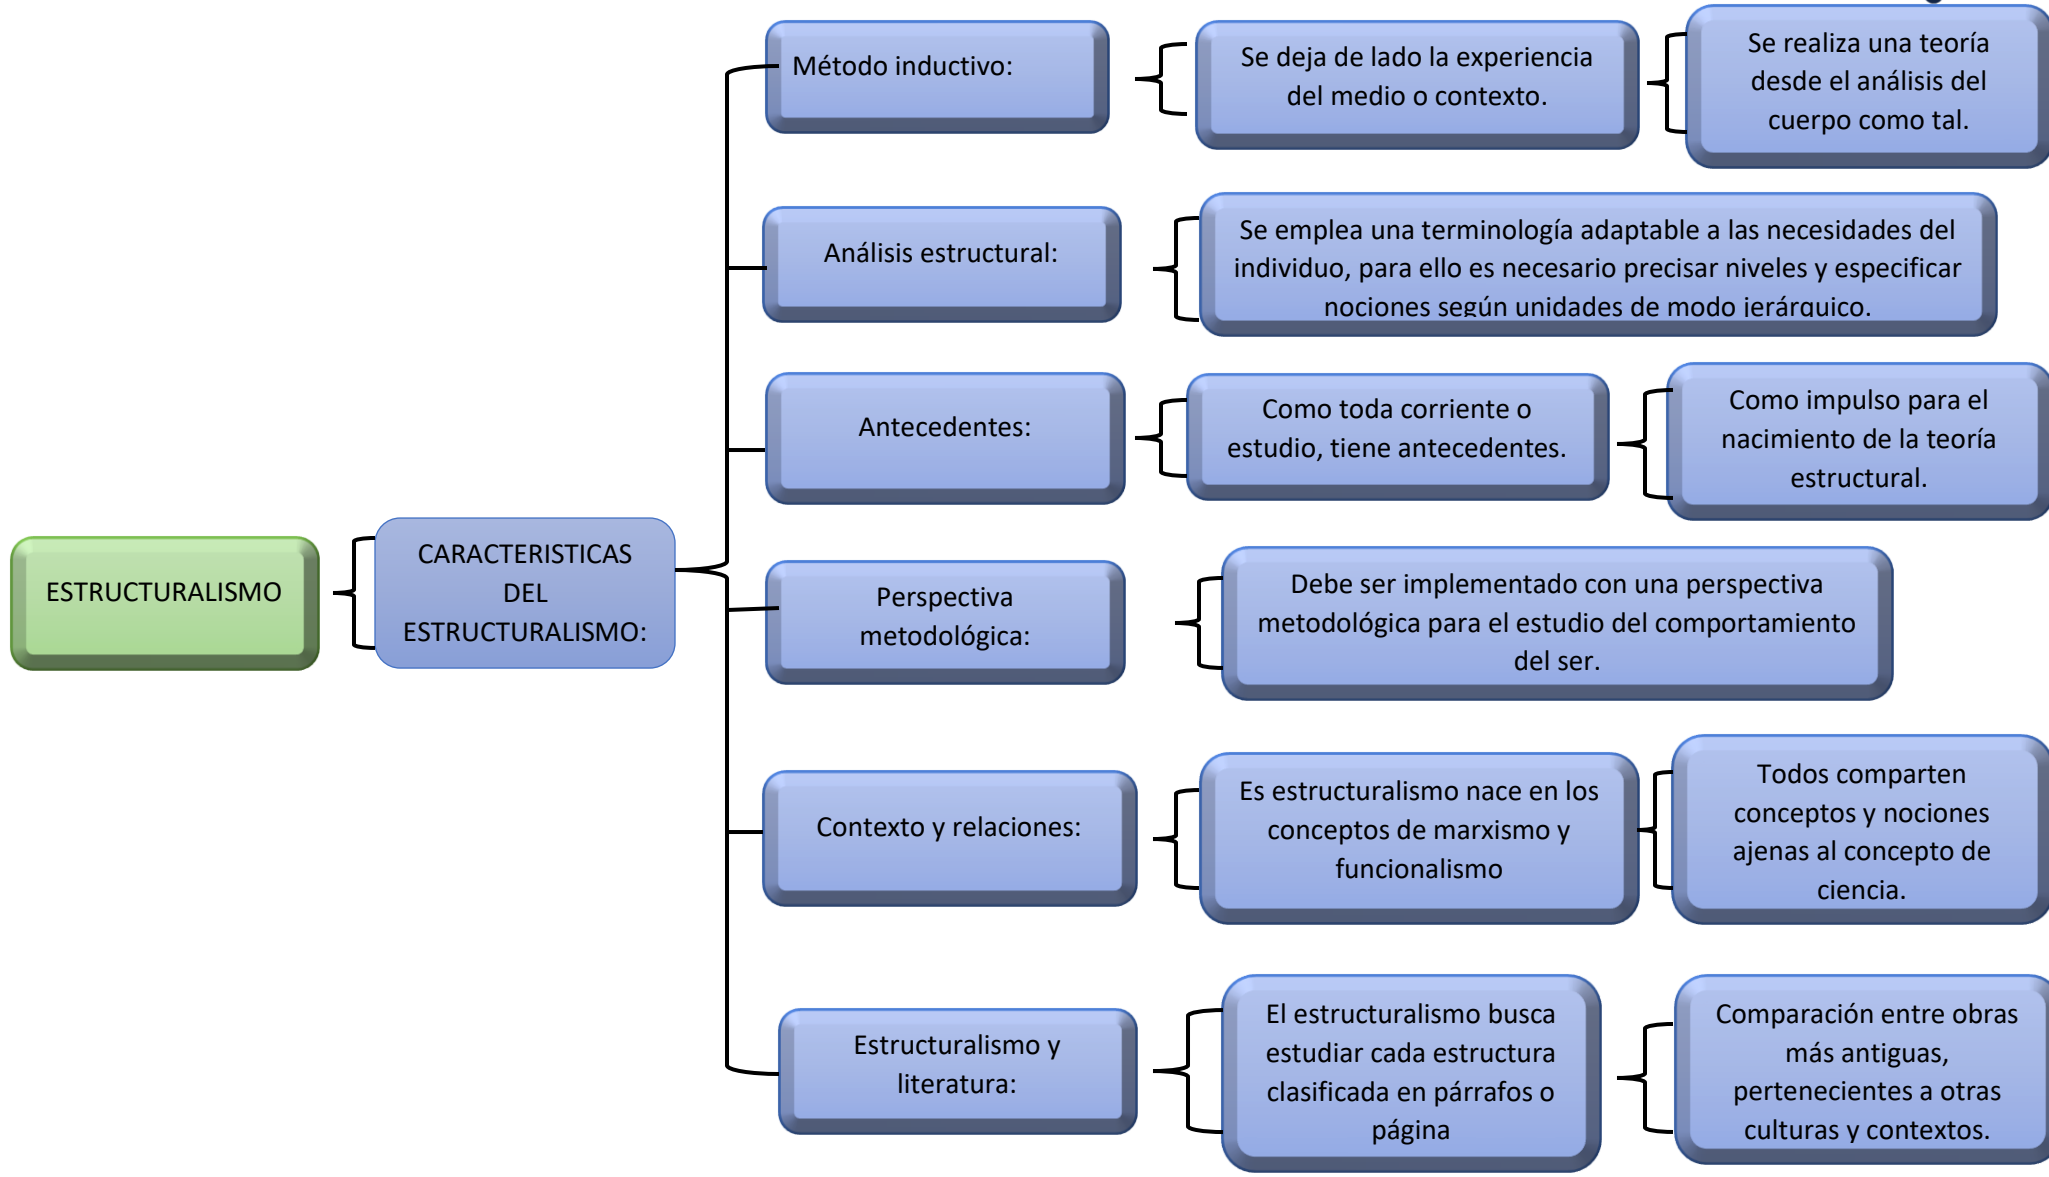 ESTRUCTURALISMO
CARACTERISTICAS
DEL
ESTRUCTURALISMO:
Método inductivo:
Se deja de lado la experiencia
del medio o contexto.
Se realiza una teoría
desde el análisis del
cuerpo como tal.
Análisis estructural:
Se emplea una terminología adaptable a las necesidades del
individuo, para ello es necesario precisar niveles y especificar
nociones según unidades de modo jerárquico.
Antecedentes:
Como toda corriente o
estudio, tiene antecedentes.
Como impulso para el
nacimiento de la teoría
estructural.
Perspectiva
metodológica:
Debe ser implementado con una perspectiva
metodológica para el estudio del comportamiento
del ser.
Contexto y relaciones:
Es estructuralismo nace en los
conceptos de marxismo y
funcionalismo
Todos comparten
conceptos y nociones
ajenas al concepto de
ciencia.
Estructuralismo y
literatura:
El estructuralismo busca
estudiar cada estructura
clasificada en párrafos o
página
Comparación entre obras
más antiguas,
pertenecientes a otras
culturas y contextos.